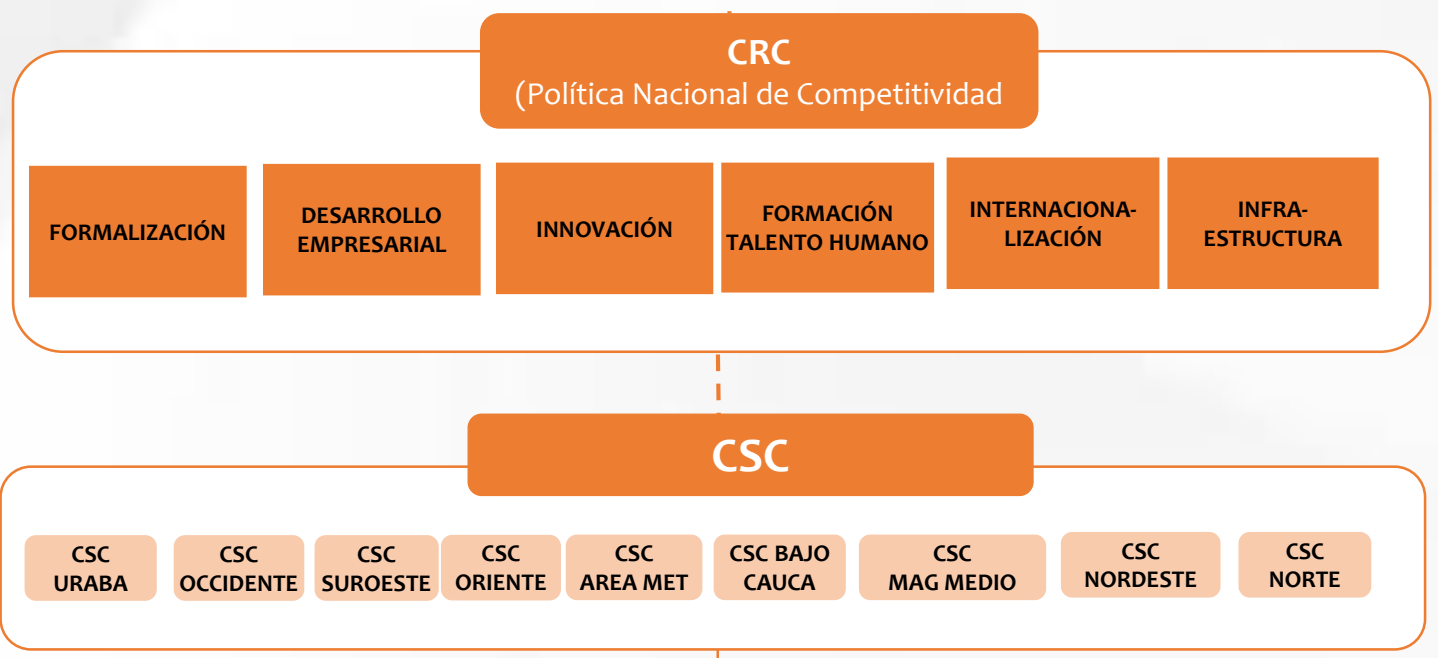 CRC
(Política Nacional de Competitividad
FORMALIZACIÓN
DESARROLLO
EMPRESARIAL
INNOVACIÓN
FORMACIÓN
TALENTO HUMANO
INTERNACIONA-
LIZACIÓN
INFRA-
ESTRUCTURA
CSC
CSC
URABA
CSC
OCCIDENTE
CSC
SUROESTE
CSC
ORIENTE
CSC
AREA MET
CSC BAJO
CAUCA
CSC
MAG MEDIO
CSC
NORDESTE
CSC
NORTE